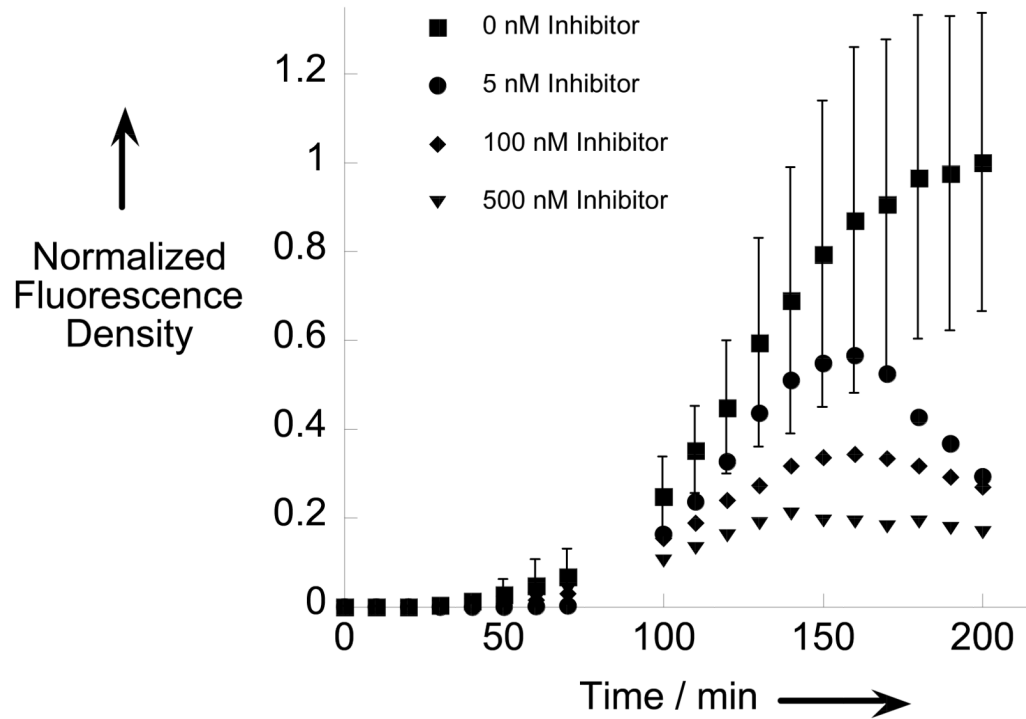 0 nM Inhibitor
5 nM Inhibitor
100 nM Inhibitor
500 nM Inhibitor
1.2
1
0.8
0.6
0.4
0.2
0
Normalized
Fluorescence
Density
0 50 100 150 200
Time / min